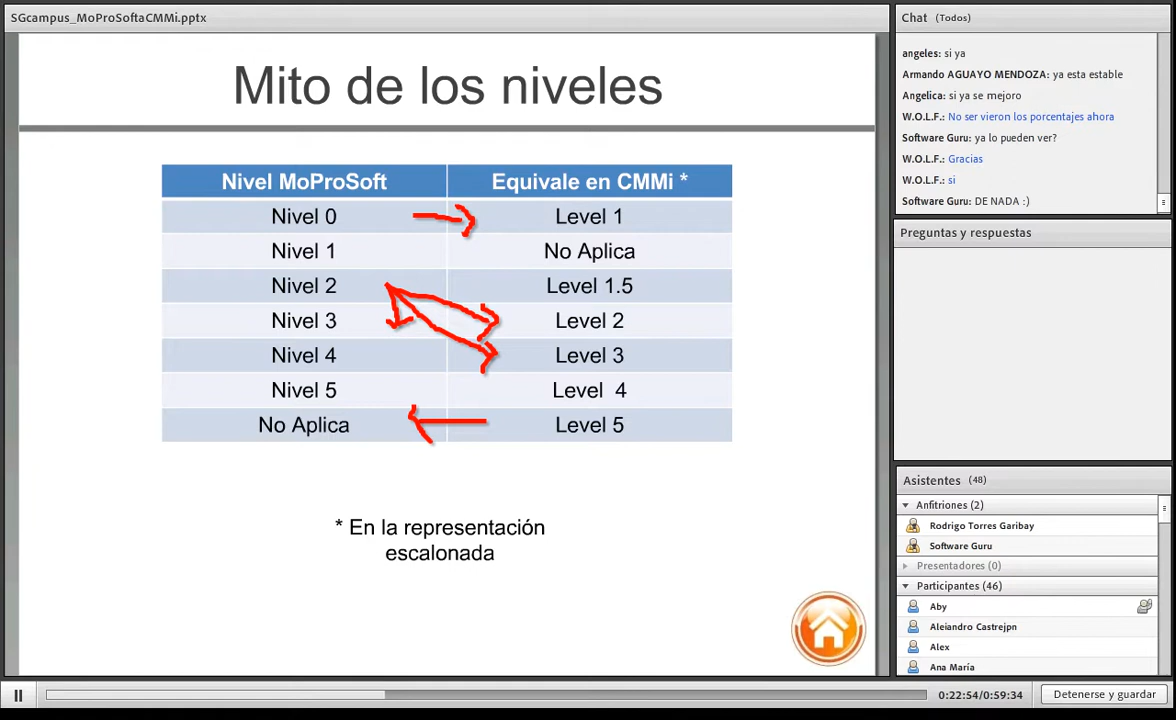 SGcampus_MoProSoftaCMMi.pptx
Mito de los niveles
Nivel MoProSoft Equivale en CMMi *
Nivel 0 Level 1
Nivel 1 No Aplica
Nivel 2 Level 1.5
Nivel 3 Level 2
Nivel 4 Level 3
Nivel 5 Level 4
No Aplica Level 5
* En la representación
escalonada
Chat (Todos)
angeles: si ya
Armando AGUAYO MENDOZA: ya esta estable
Angelica: si ya se mejoro
W.O.L.F.: No ser vieron los porcentajes ahora
Software Guru: ya lo pueden ver?
W.O.L.F.: Gracias
W.O.L.F.: si
Software Guru: DE NADA :)
Preguntas y respuestas
Asistentes (48)
Anfitriones (2)
Rodrigo Torres Garibay
Software Guru
Presentadores (0)
Participantes (46)
Aby
Alejandro Castrejpn
Alex
Ana María
0:22:54/0:59:34
Detenerse y guardar